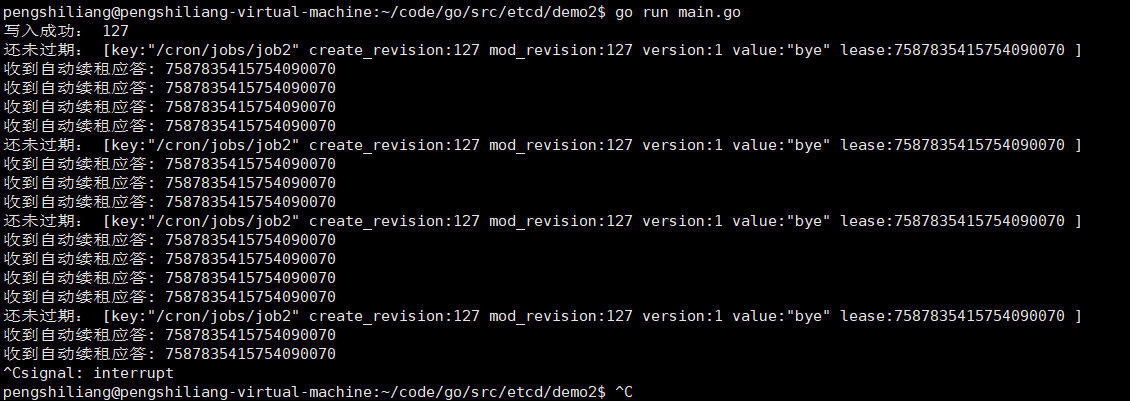 pengshiliang@pengshiliang-virtual-machine:~/code/go/src/etcd/demo2$ go run main.go
写入成功: 127
还未过期: [key:"/cron/jobs/job2" create_revision:127 mod_revision:127 version:1 value:"bye" lease:7587835415754090070 ]
收到自动续租应答: 7587835415754090070
收到自动续租应答: 7587835415754090070
收到自动续租应答: 7587835415754090070
收到自动续租应答: 7587835415754090070
还未过期: [key:"/cron/jobs/job2" create_revision:127 mod_revision:127 version:1 value:"bye" lease:7587835415754090070 ]
收到自动续租应答: 7587835415754090070
收到自动续租应答: 7587835415754090070
收到自动续租应答: 7587835415754090070
还未过期: [key:"/cron/jobs/job2" create_revision:127 mod_revision:127 version:1 value:"bye" lease:7587835415754090070 ]
收到自动续租应答: 7587835415754090070
收到自动续租应答: 7587835415754090070
收到自动续租应答: 7587835415754090070
收到自动续租应答: 7587835415754090070
还未过期: [key:"/cron/jobs/job2" create_revision:127 mod_revision:127 version:1 value:"bye" lease:7587835415754090070 ]
收到自动续租应答: 7587835415754090070
收到自动续租应答: 7587835415754090070
^Csignal: interrupt
pengshiliang@pengshiliang-virtual-machine:~/code/go/src/etcd/demo2$ ^C